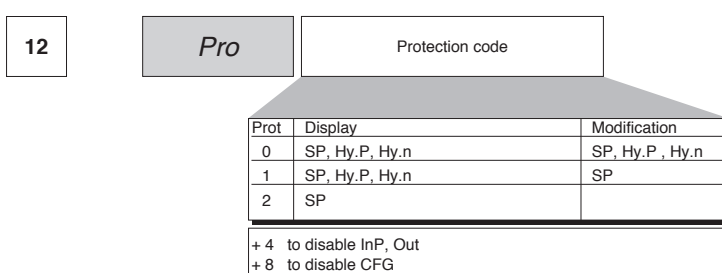 12 Pro Protection code
Prot Display Modification
0 SP, Hy.P, Hy.n SP, Hy.P , Hy.n
1 SP, Hy.P, Hy.n SP
2 SP
+ 4 to disable InP, Out
+ 8 to disable CFG